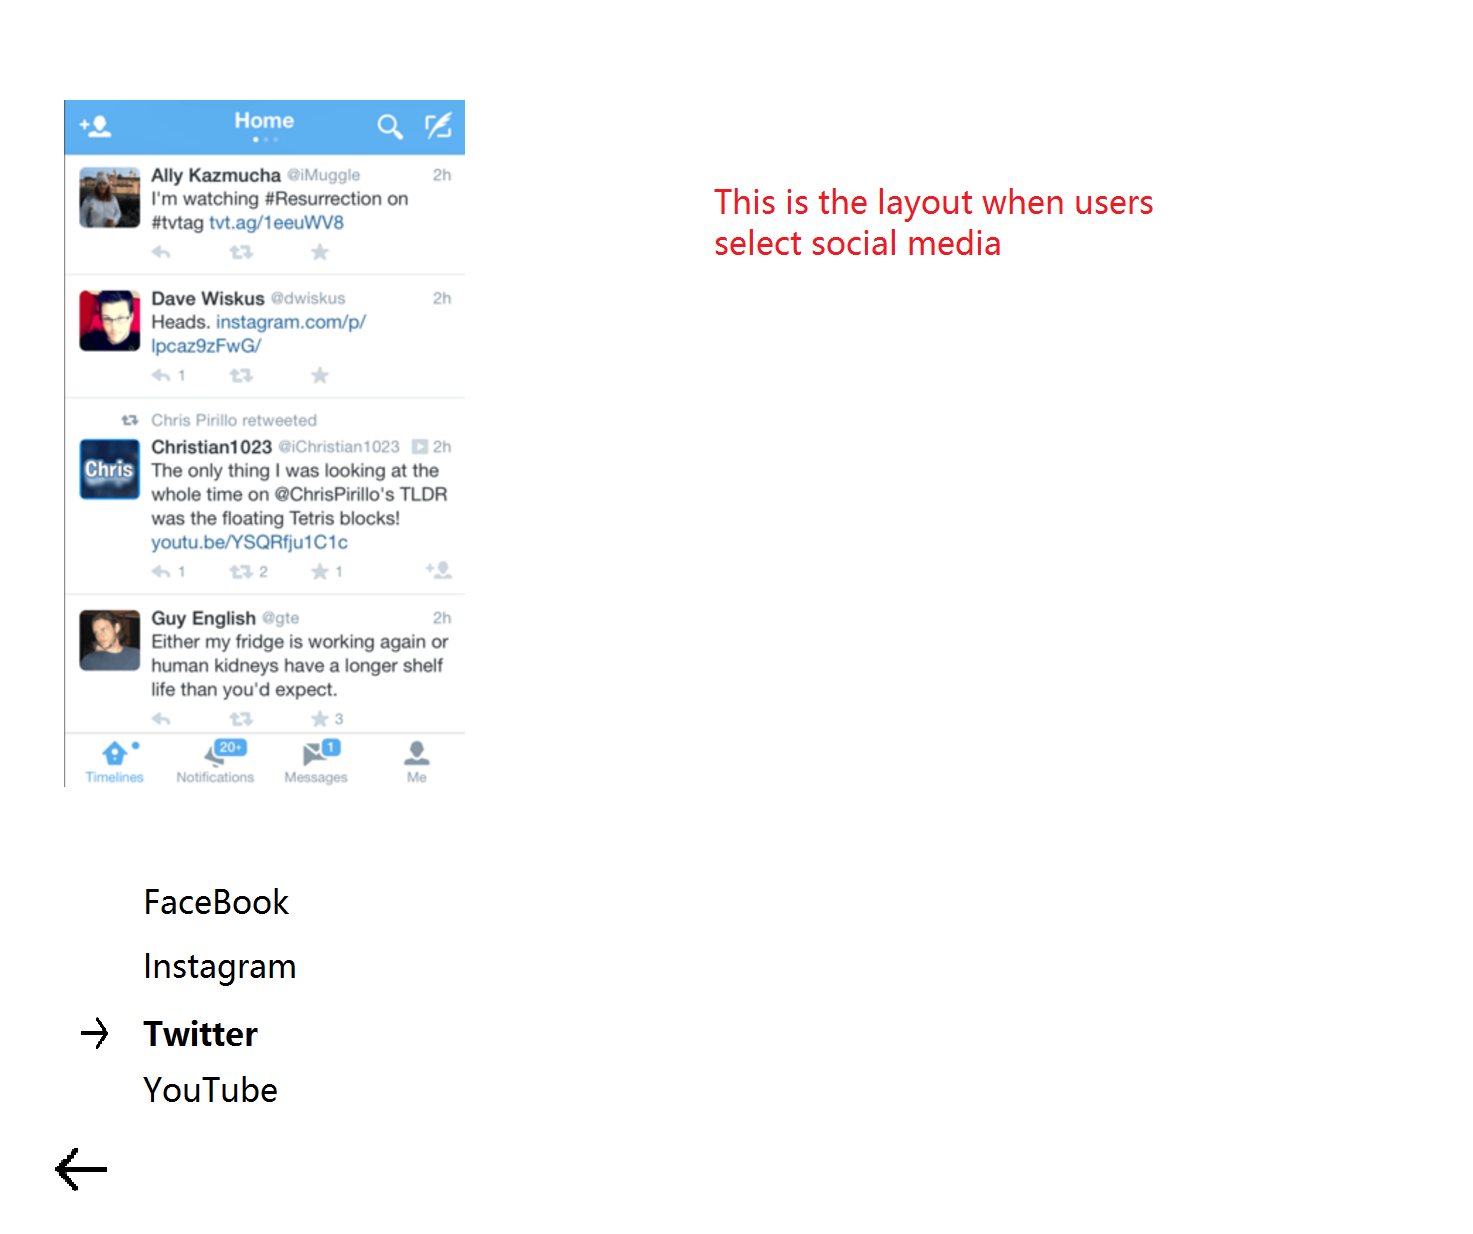 Home
Ally Kazmucha @iMuggle 2h
I'm watching #Resurrection on
#tvtag tvt.ag/1eeuWV8
Dave Wiskus @dwiskus 2h
Heads. instagram.com/p/
lpcaz9zFwG/
1
Chris Pirillo retweeted
Christian1023 @iChristian1023 2h
Chris
The only thing I was looking at the
whole time on @ChrisPirillo's TLDR
was the floating Tetris blocks!
youtu.be/YSQRfju1C1c
1 2 1
Guy English @gte 2h
Either my fridge is working again or
human kidneys have a longer shelf
life than you'd expect.
3
20+ 1
Timelines Notifications Messages Me
This is the layout when users
select social media
FaceBook
Instagram
Twitter
YouTube